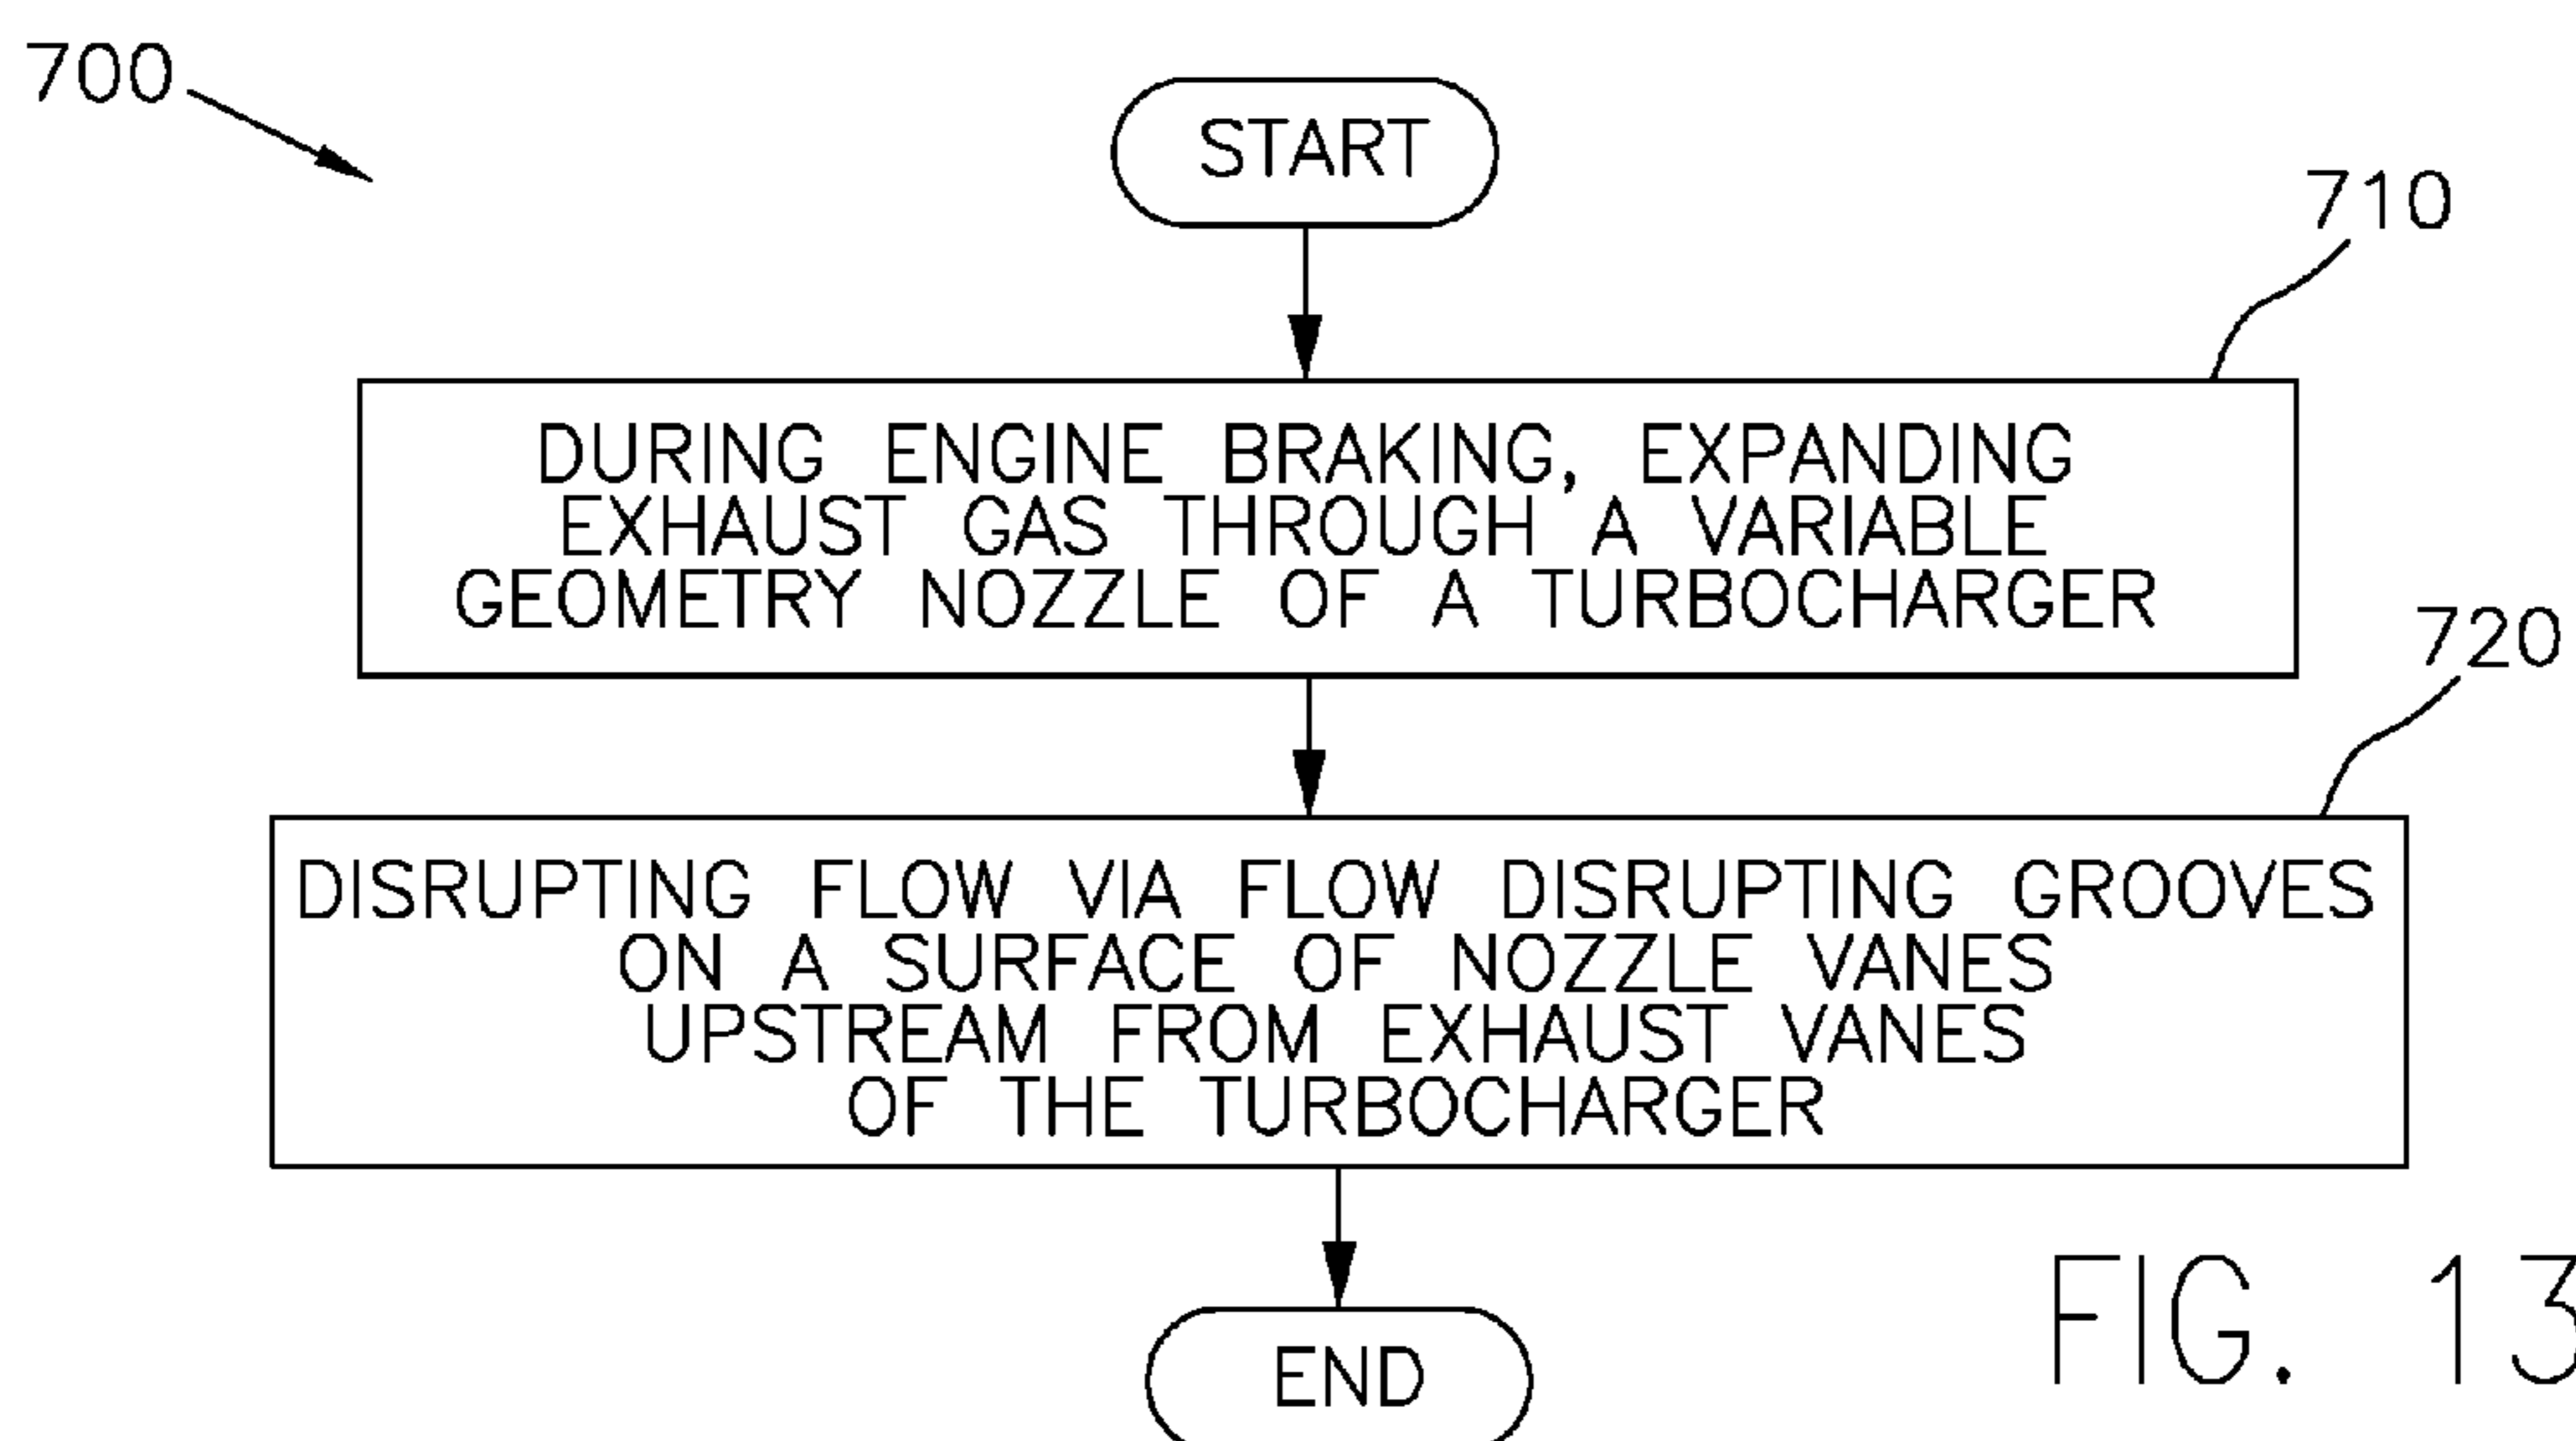 700
START
710
DURING ENGINE BRAKING, EXPANDING
EXHAUST GAS THROUGH A VARIABLE
GEOMETRY NOZZLE OF A TURBOCHARGER
720
DISRUPTING FLOW VIA FLOW DISRUPTING GROOVES
ON A SURFACE OF NOZZLE VANES
UPSTREAM FROM EXHAUST VANES
OF THE TURBOCHARGER
END
FIG. 13